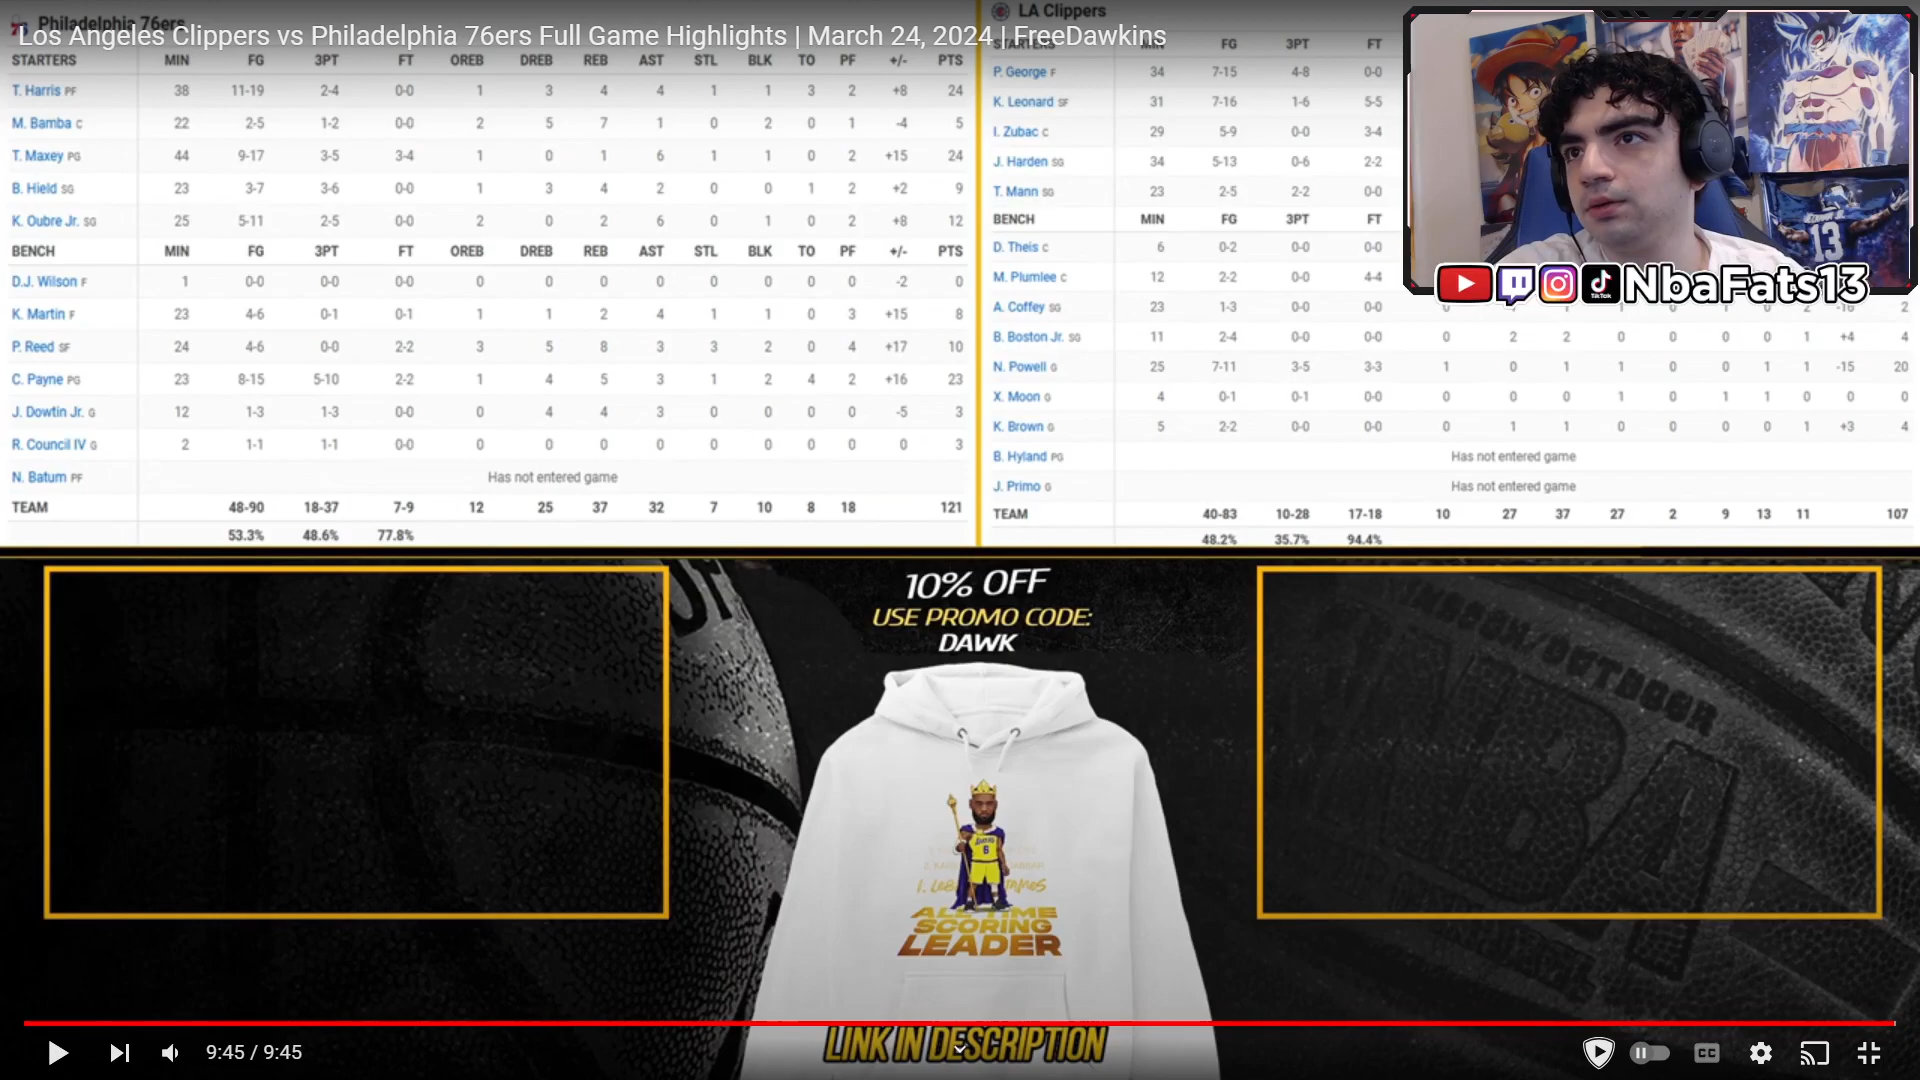 Philadelphia 76ers
Los Angeles Clippers vs Philadelphia 76ers Full Game Highlights | March 24, 2024 | FreeDawkins
STARTERS MIN FG 3PT FT OREB DREB REB AST STL BLK TO PF +/- PTS
T. Harris PF 38 11-19 2-4 0-0 1 3 4 4 1 1 3 2 +8 24
M. Bamba C 22 2-5 1-2 0-0 2 5 7 1 0 2 0 1 -4 5
T. Maxey PG 44 9-17 3-5 3-4 1 0 1 6 1 1 0 2 +15 24
B. Hield SG 23 3-7 3-6 0-0 1 3 4 2 0 0 1 2 +2 9
K. Oubre Jr. SG 25 5-11 2-5 0-0 2 0 2 6 0 1 0 2 +8 12
BENCH MIN FG 3PT FT OREB DREB REB AST STL BLK TO PF +/- PTS
D.J. Wilson F 1 0-0 0-0 0-0 0 0 0 0 0 0 0 0 -2 0
K. Martin F 23 4-6 0-1 0-1 1 1 2 4 1 1 0 3 +15 8
P. Reed SF 24 4-6 0-0 2-2 3 5 8 3 3 2 0 4 +17 10
C. Payne PG 23 8-15 5-10 2-2 1 4 5 3 1 2 4 2 +16 23
J. Dowtin Jr. G 12 1-3 1-3 0-0 0 4 4 3 0 0 0 0 -5 3
R. Council IV G 2 1-1 1-1 0-0 0 0 0 0 0 0 0 0 0 3
N. Batum PF Has not entered game
TEAM 48-90 18-37 7-9 12 25 37 32 7 10 8 18 121
53.3% 48.6% 77.8%
LA Clippers
STARTERS MIN FG 3PT FT
P. George F 34 7-15 4-8 0-0
K. Leonard SF 31 7-16 1-6 5-5
I. Zubac C 29 5-9 0-0 3-4
J. Harden SG 34 5-13 0-6 2-2
T. Mann SG 23 2-5 2-2 0-0
BENCH MIN FG 3PT FT
D. Theis C 6 0-2 0-0 0-0
M. Plumlee C 12 2-2 0-0 4-4
A. Coffey SG 23 1-3 0-0 0-0
B. Boston Jr. SG 11 2-4 0-0 0-0 0 2 2 0 0 0 0 1 +4 4
N. Powell G 25 7-11 3-5 3-3 1 0 1 1 0 0 1 1 -15 20
X. Moon G 4 0-1 0-1 0-0 0 0 0 1 0 1 1 0 0 0
K. Brown G 5 2-2 0-0 0-0 0 1 1 0 0 0 0 1 +3 4
B. Hyland PG Has not entered game
J. Primo G Has not entered game
TEAM 40-83 10-28 17-18 10 27 37 27 2 9 13 11 107
48.2% 35.7% 94.4%
13
TikTok
NbaFats13
10% OFF
USE PROMO CODE:
DAWK
LAKERS
6
ALL TIME
SCORING
LEADER
INDOOR/OUTDOOR
LINK IN DESCRIPTION
9:45 / 9:45
CC